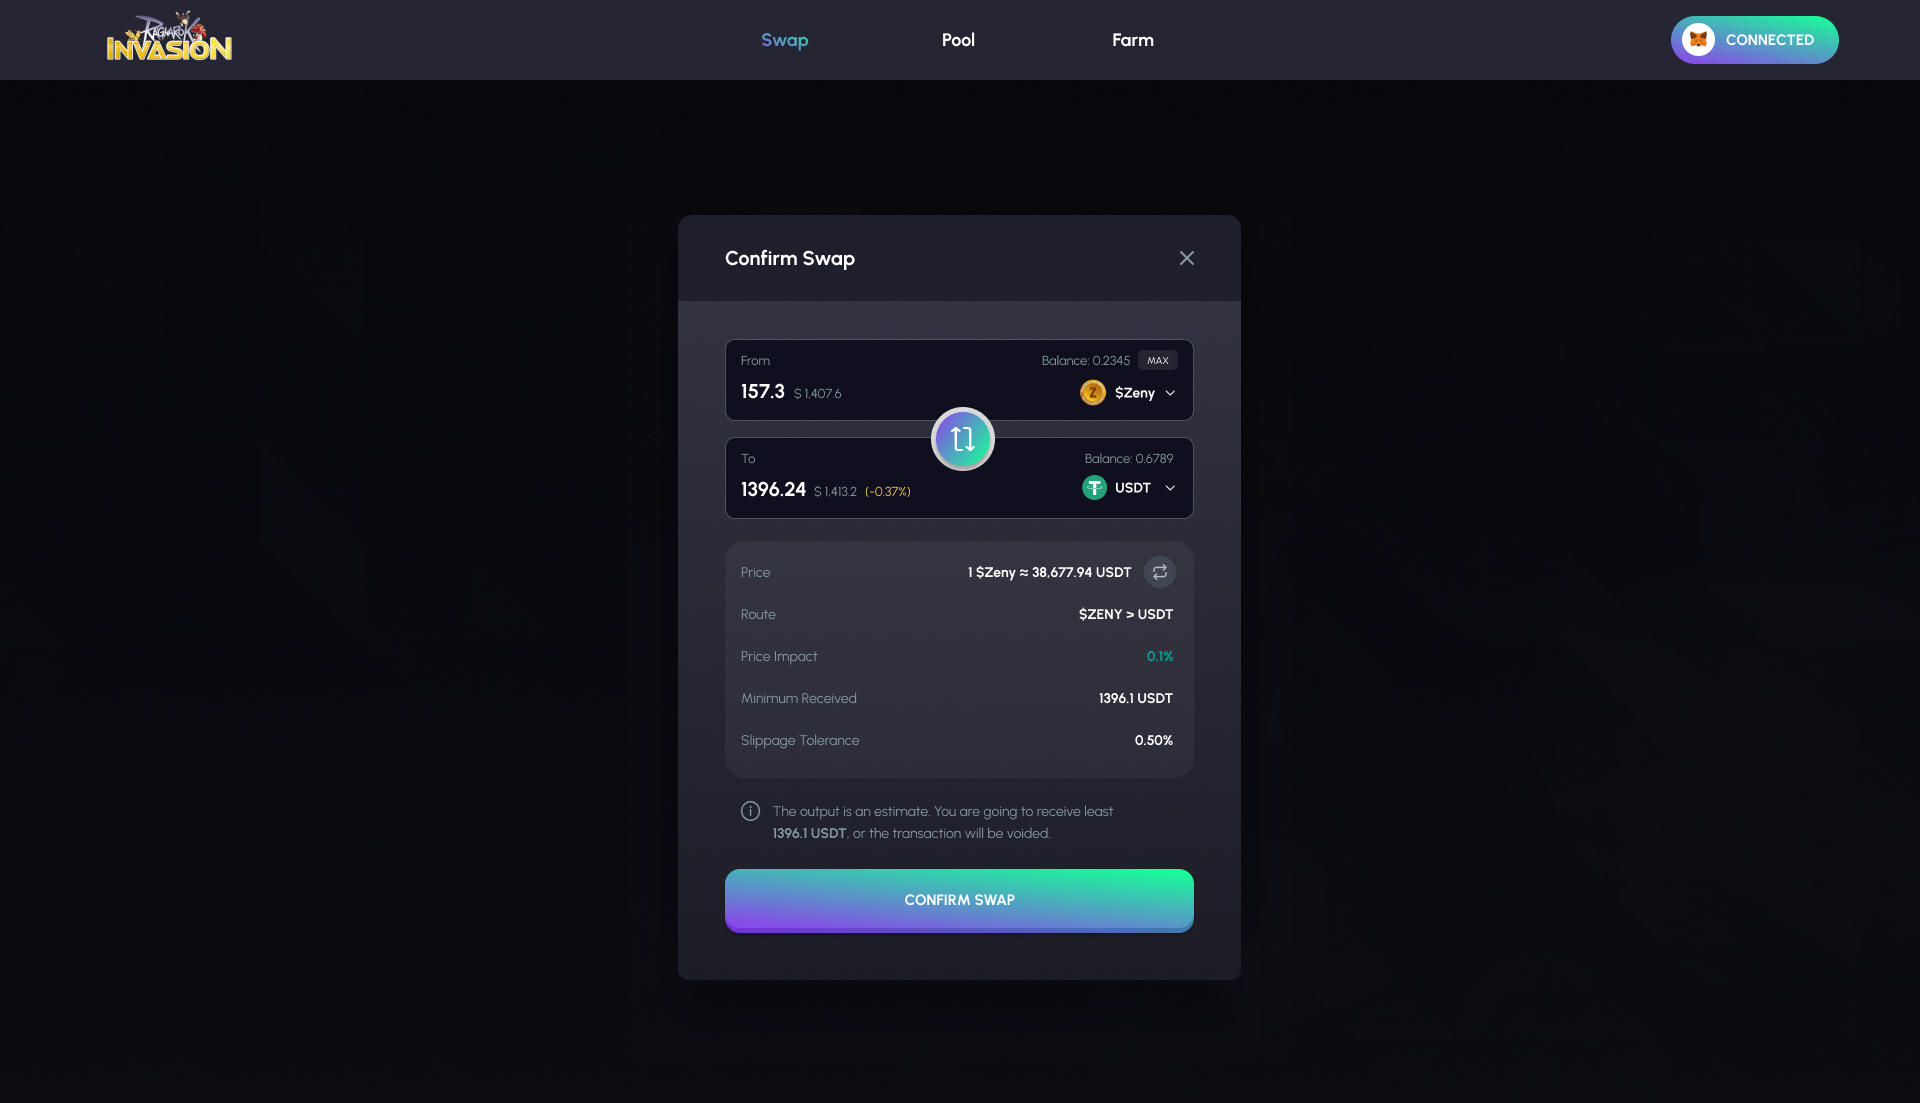 RAGNAROK
INVASION
Swap
Pool
Farm
CONNECTED
Confirm Swap
From
Balance: 0.2345
MAX
157.3
$ 1,407.6
$Zeny
To
Balance: 0.6789
1396.24
$ 1,413.2
(-0.37%)
USDT
Price
1 $Zeny ≈ 38,677.94 USDT
Route
$ZENY > USDT
Price Impact
0.1%
Minimum Received
1396.1 USDT
Slippage Tolerance
0.50%
The output is an estimate. You are going to receive least
1396.1 USDT, or the transaction will be voided.
CONFIRM SWAP